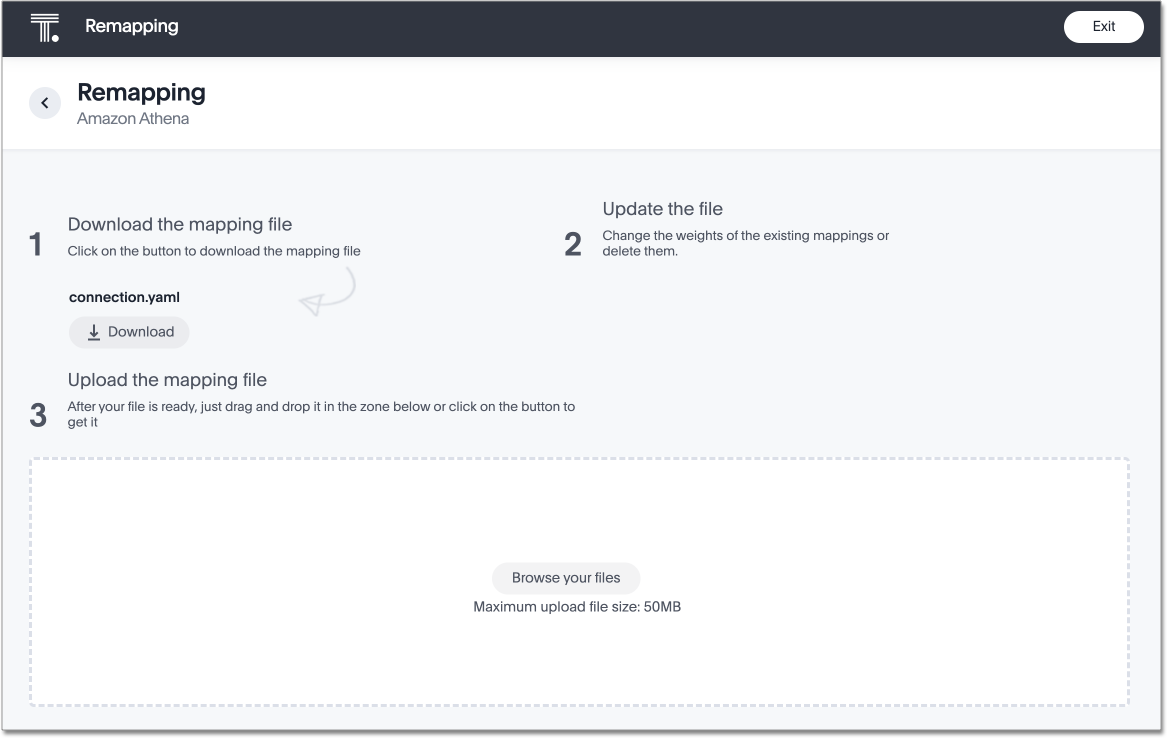 T.
Remapping
Exit
Remapping
Amazon Athena
1
Download the mapping file
Click on the button to download the mapping file
connection.yaml
Download
2
Update the file
Change the weights of the existing mappings or
delete them.
3
Upload the mapping file
After your file is ready, just drag and drop it in the zone below or click on the button to
get it
Browse your files
Maximum upload file size: 50MB